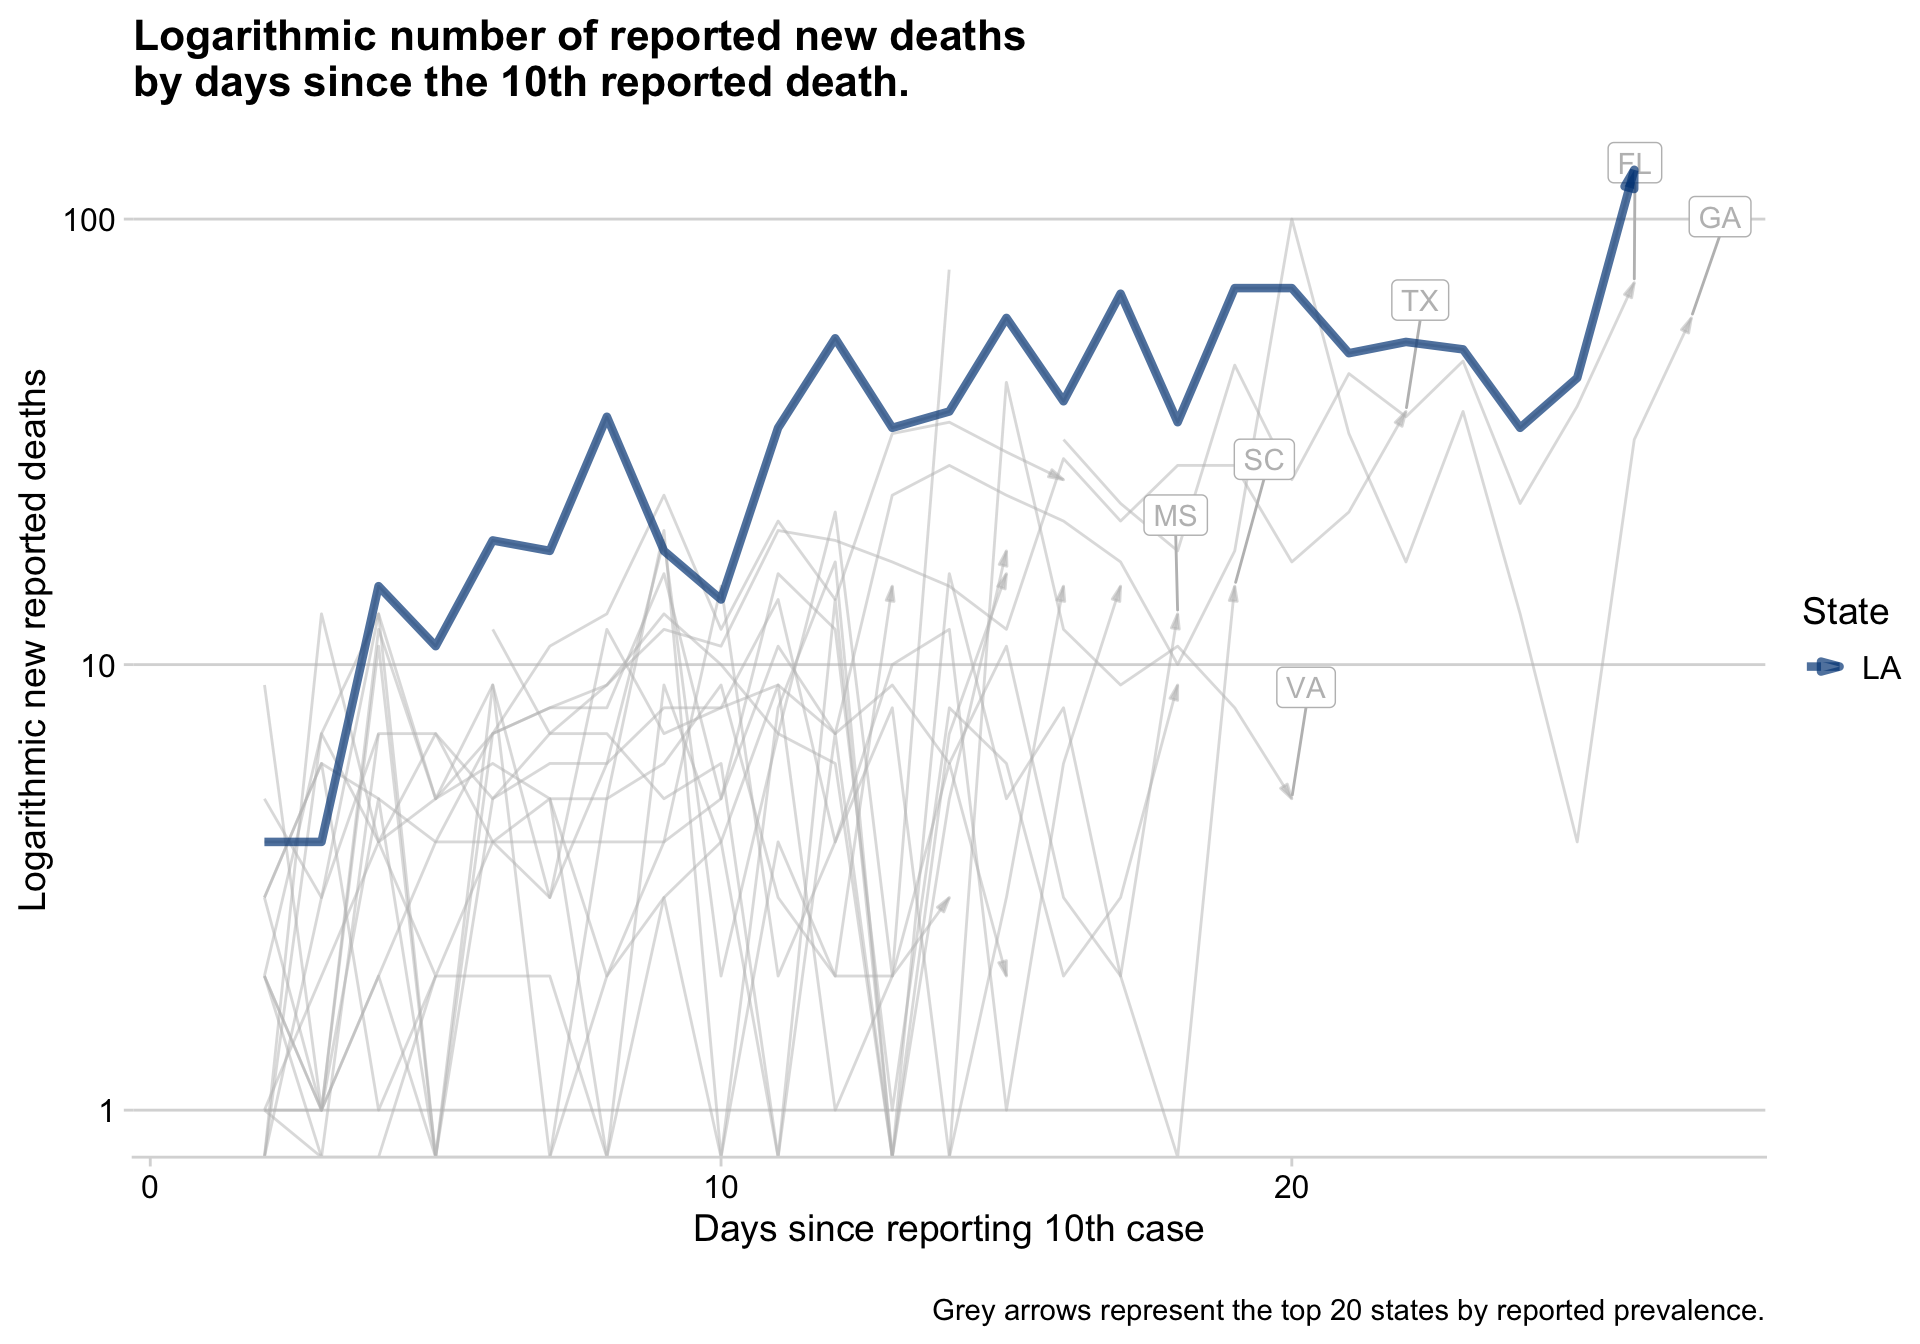 Logarithmic number of reported new deaths
by days since the 10th reported death.
Logarithmic new reported deaths
100
10
1
FL
GA
TX
SC
MS
VA
State
LA
0
10
20
Days since reporting 10th case
Grey arrows represent the top 20 states by reported prevalence.